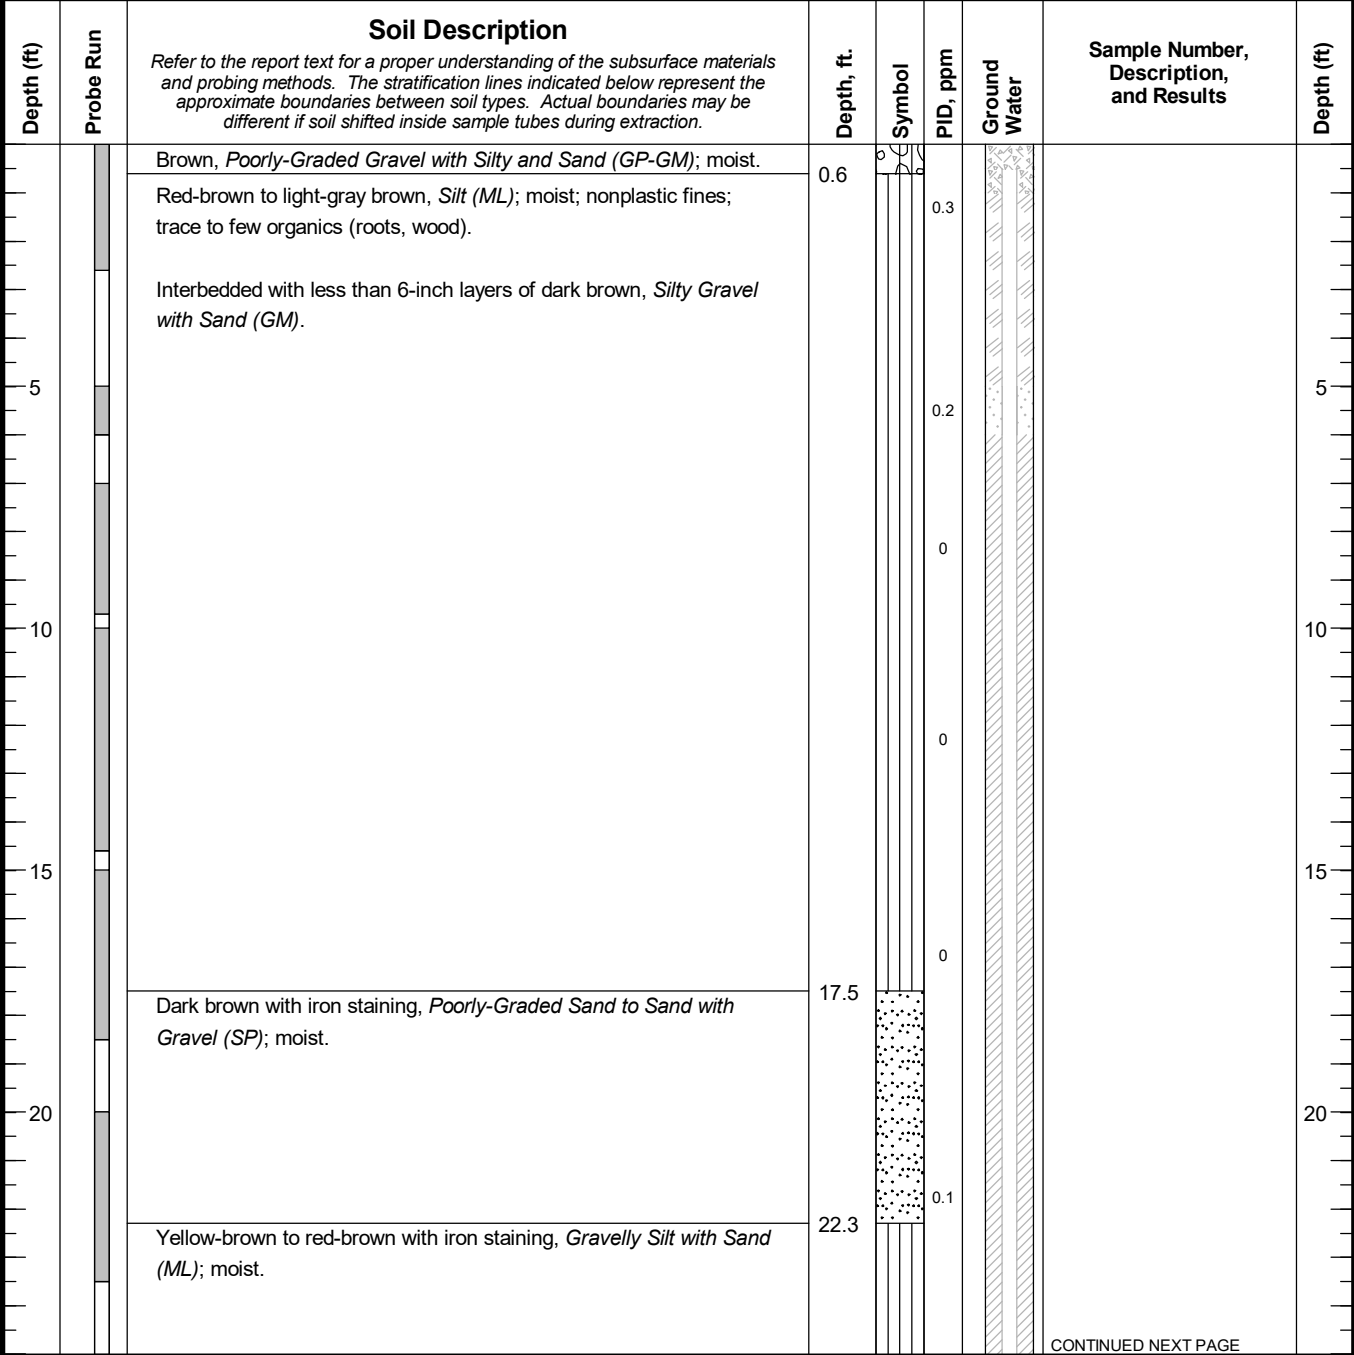 Depth (ft)
Probe Run
Soil Description
Refer to the report text for a proper understanding of the subsurface materials
and probing methods. The stratification lines indicated below represent the
approximate boundaries between soil types. Actual boundaries may be
different if soil shifted inside sample tubes during extraction.
Depth, ft.
Symbol
PID, ppm
Ground
Water
Sample Number,
Description,
and Results
Depth (ft)
Brown, Poorly-Graded Gravel with Silty and Sand (GP-GM); moist.
0.6
Red-brown to light-gray brown, Silt (ML); moist; nonplastic fines;
trace to few organics (roots, wood).
0.3
Interbedded with less than 6-inch layers of dark brown, Silty Gravel
with Sand (GM).
5
5
0.2
0
10
10
0
15
15
0
17.5
Dark brown with iron staining, Poorly-Graded Sand to Sand with
Gravel (SP); moist.
20
20
0.1
22.3
Yellow-brown to red-brown with iron staining, Gravelly Silt with Sand
(ML); moist.
CONTINUED NEXT PAGE